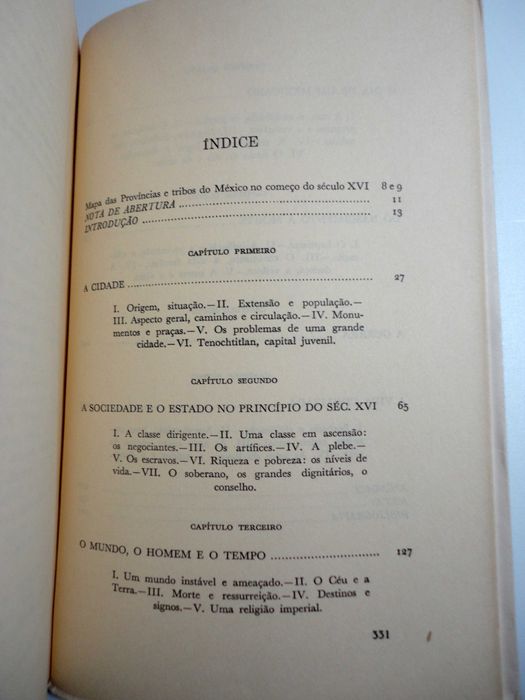 ÍNDICE
Mapa das Províncias e tribos do México no começo do século XVI 8 e 9
NOTA DE ABERTURA 11
INTRODUÇÃO 13
CAPÍTULO PRIMEIRO
A CIDADE 27
I. Origem, situação.—II. Extensão e população.—
III. Aspecto geral, caminhos e circulação.—IV. Monu-
mentos e praças.—V. Os problemas de uma grande
cidade.—VI. Tenochtitlan, capital juvenil.
CAPÍTULO SEGUNDO
A SOCIEDADE E O ESTADO NO PRINCÍPIO DO SÉC. XVI 65
I. A classe dirigente.—II. Uma classe em ascensão:
os negociantes.—III. Os artífices.—IV. A plebe.—
V. Os escravos.—VI. Riqueza e pobreza: os níveis de
vida.—VII. O soberano, os grandes dignitários, o
conselho.
CAPÍTULO TERCEIRO
O MUNDO, O HOMEM E O TEMPO 127
I. Um mundo instável e ameaçado.—II. O Céu e a
Terra.—III. Morte e ressurreição.—IV. Destinos e
signos.—V. Uma religião imperial.
331